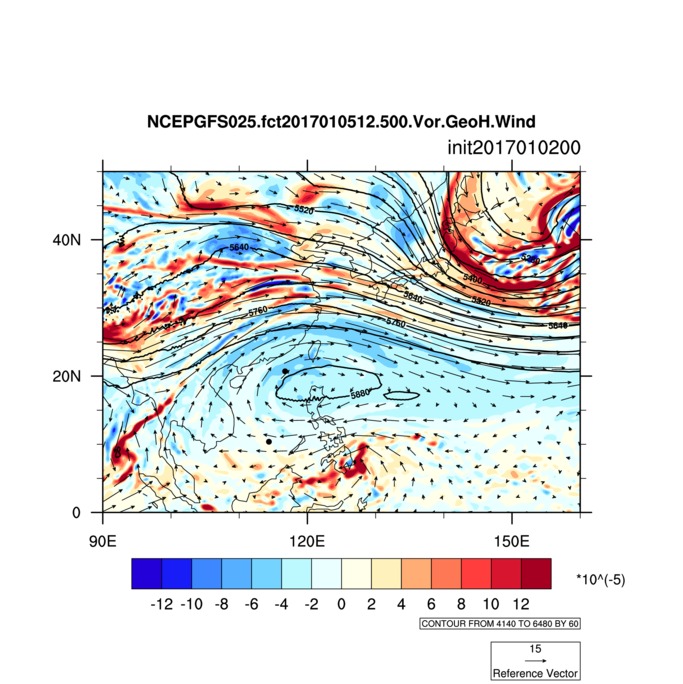 NCEPGFS025.fct2017010512.500.Vor.GeoH.Wind
init2017010200
5520
40N
5640
5400
5520
5640
5760
5760
5640
20N
5880
0
90E 120E 150E
-12 -10 -8 -6 -4 -2 0 2 4 6 8 10 12
*10^(-5)
CONTOUR FROM 4140 TO 6480 BY 60
15
Reference Vector